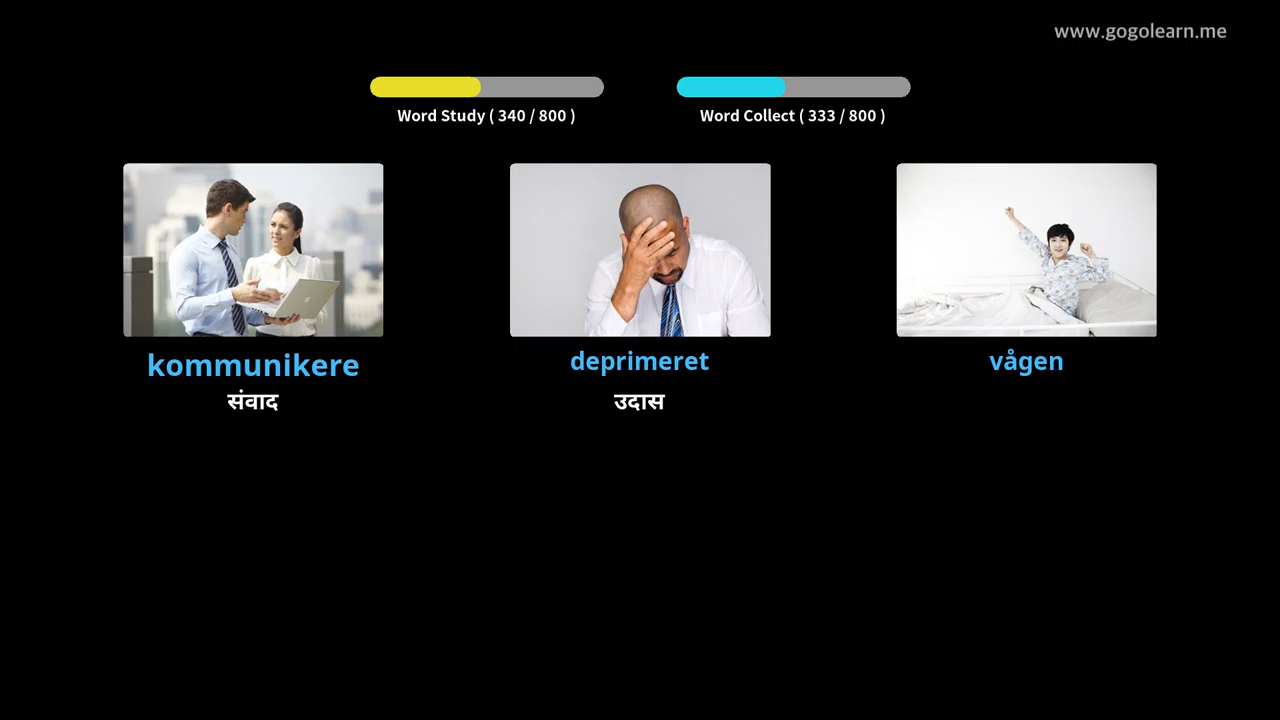 www.gogolearn.me
Word Study ( 340 / 800 )
Word Collect ( 333 / 800 )
kommunikere
deprimeret
vågen
संवाद
उदास